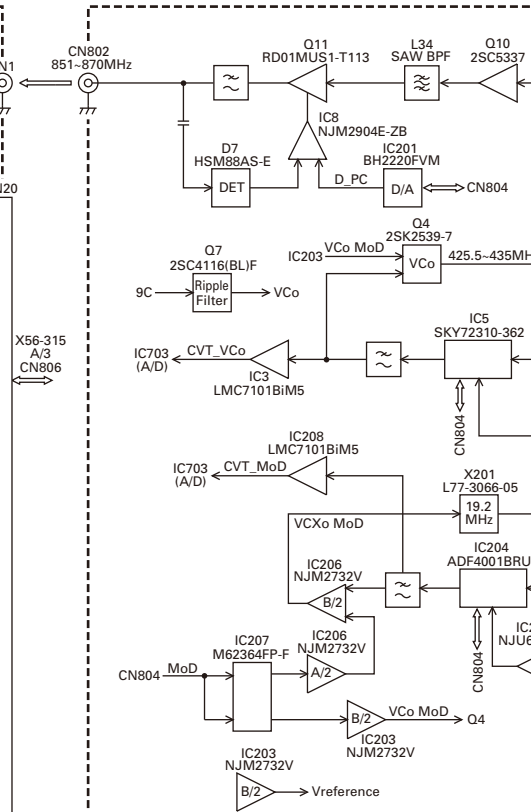 CN802
851~870MHz
Q11
RD01MUS1-T113
L34
SAW BPF
Q10
2SC5337
IC8
NJM2904E-ZB
D7
HSM88AS-E
DET
IC201
BH2220FVM
D_PC
D/A
CN804
Q4
2SK2539-7
IC203
VCo MoD
VCo
425.5~435MH
Q7
2SC4116(BL)F
9C
Ripple
Filter
VCo
IC5
SKY72310-362
X56-315
A/3
CN806
IC703
(A/D)
CVT_VCo
IC3
LMC7101BiM5
CN804
IC208
LMC7101BiM5
IC703
(A/D)
CVT_MoD
X201
L77-3066-05
19.2
MHz
VCXo MoD
IC204
ADF4001BRU
IC206
NJM2732V
B/2
CN804
IC207
M62364FP-F
IC206
NJM2732V
A/2
CN804
MoD
B/2
VCo MoD
Q4
IC203
NJM2732V
IC203
NJM2732V
B/2
Vreference